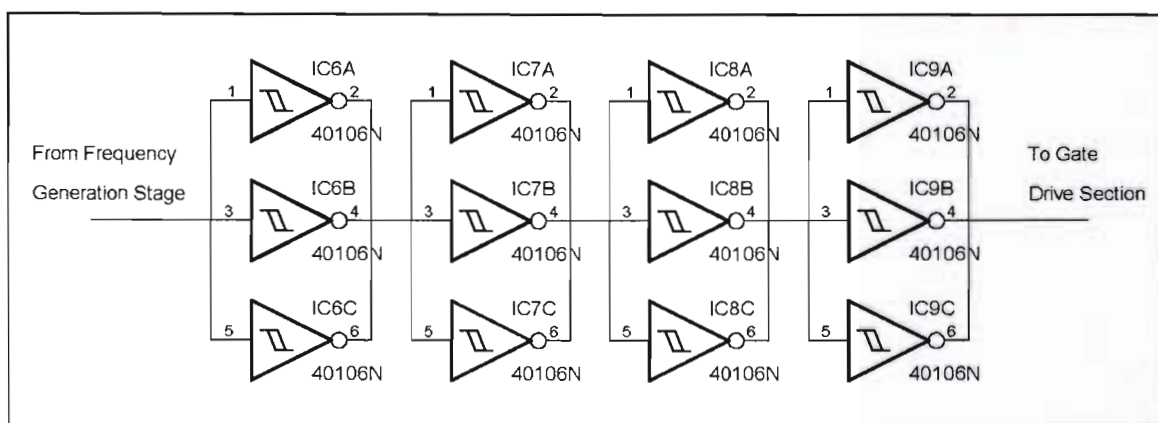 IC6A IC7A IC8A IC9A
1 2 1 2 1 2 1 2
40106N 40106N 40106N 40106N
From Frequency To Gate
IC6B IC7B IC8B IC9B
Generation Stage Drive Section
3 4 3 4 3 4 3 4
40106N 40106N 40106N 40106N
IC6C IC7C IC8C IC9C
5 6 5 6 5 6 5 6
40106N 40106N 40106N 40106N